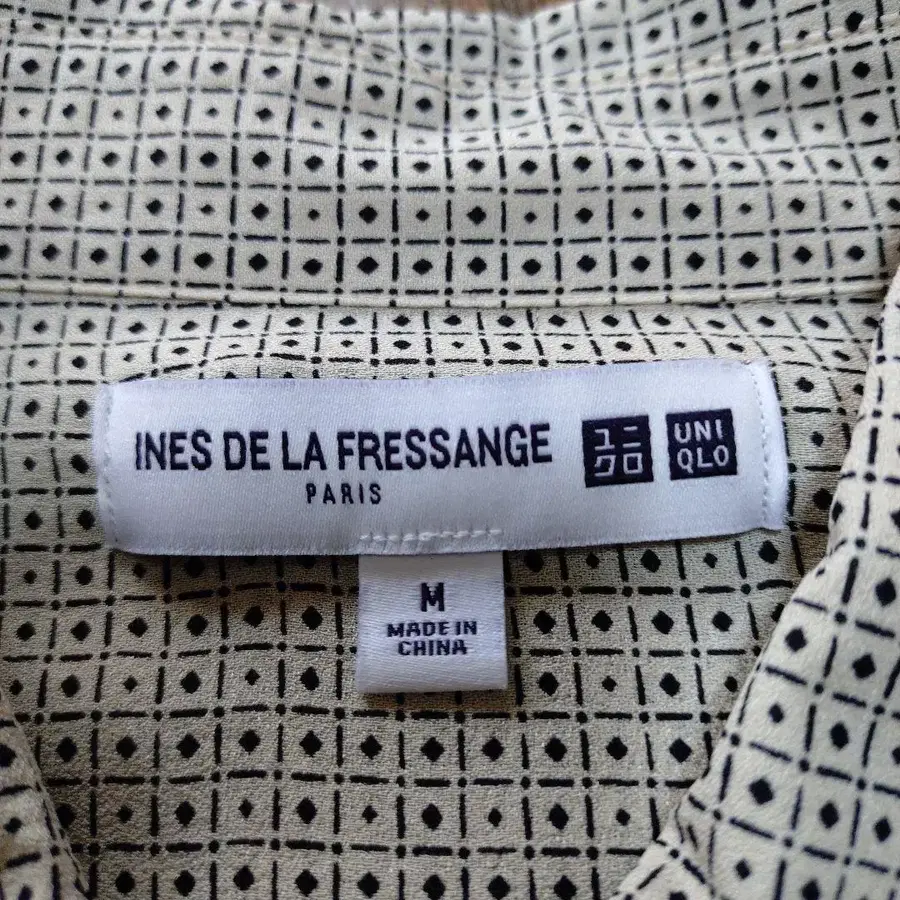 INES DE LA FRESSANGE
PARIS
ユニ
クロ
UNI
QLO
M
MADE IN
CHINA